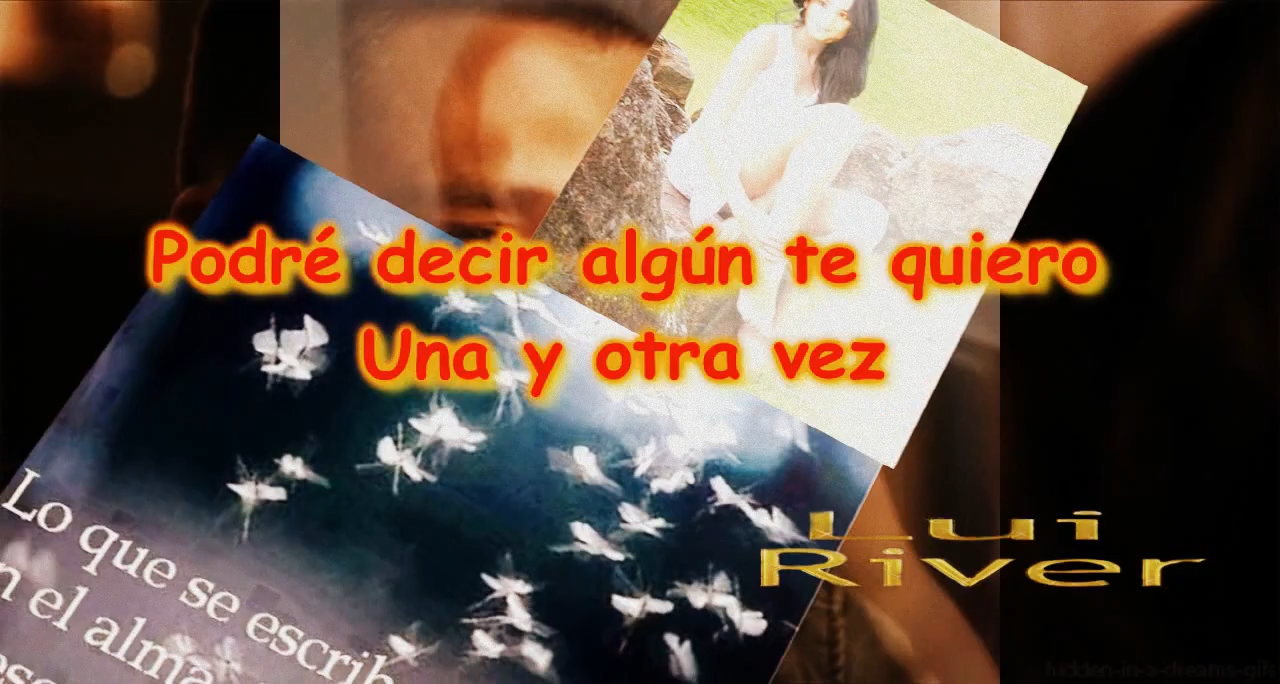 Podré decir algún te quiero
Una y otra vez
Lo que se escrib
n el alma
Lui
River